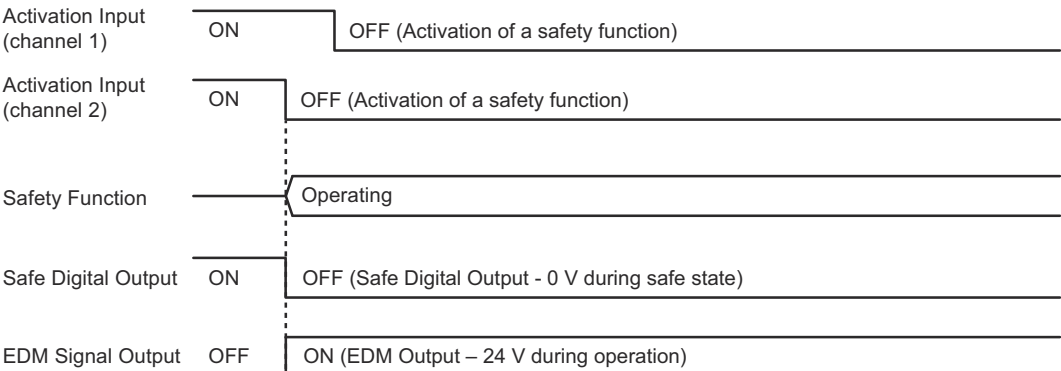 Activation Input
(channel 1)
ON
OFF (Activation of a safety function)
Activation Input
(channel 2)
ON
OFF (Activation of a safety function)
Safety Function
Operating
Safe Digital Output
ON
OFF (Safe Digital Output - 0 V during safe state)
EDM Signal Output
OFF
ON (EDM Output – 24 V during operation)